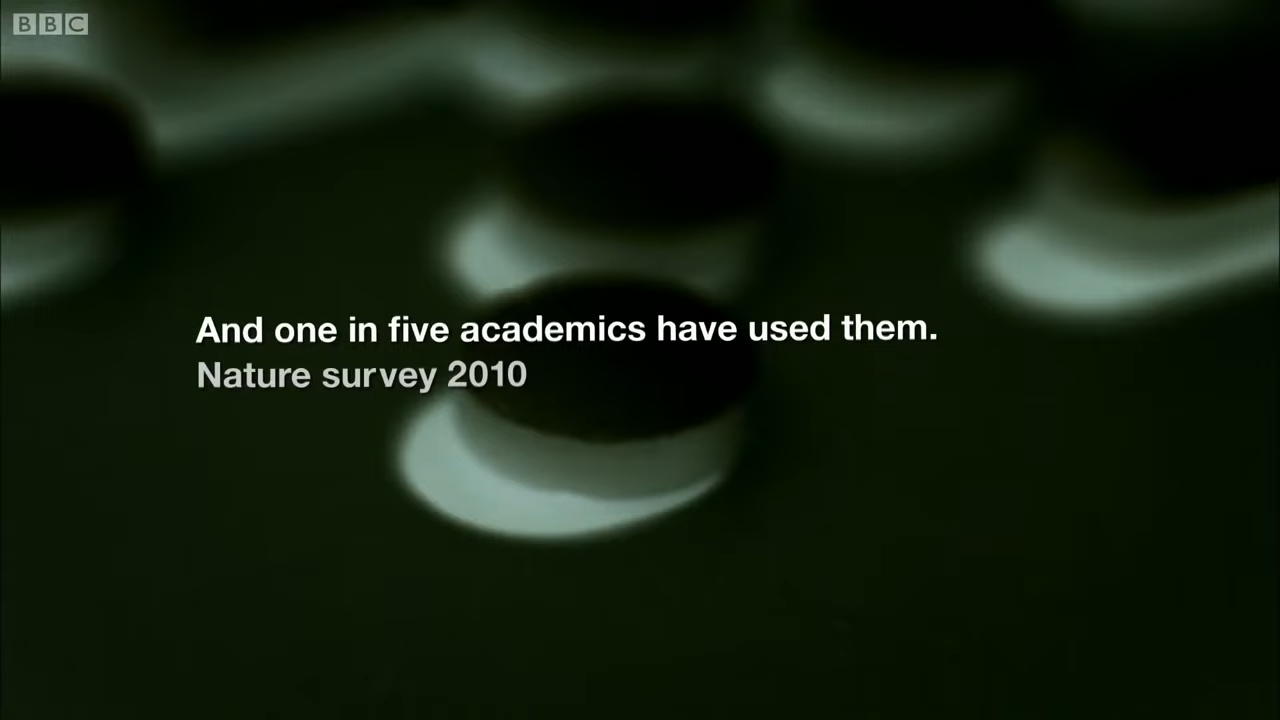 BBC
And one in five academics have used them.
Nature survey 2010